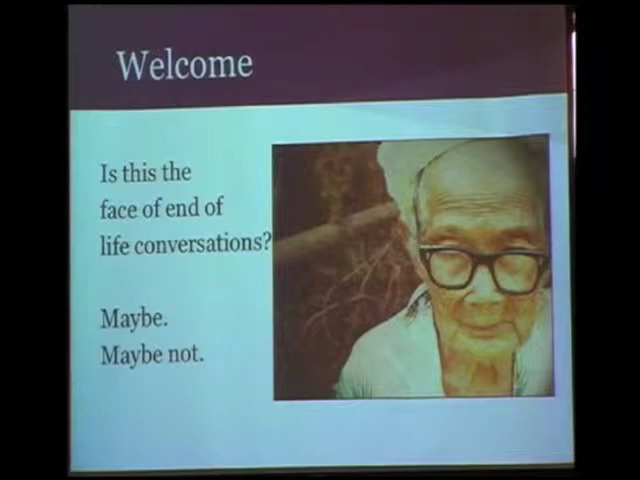 Welcome
Is this the
face of end of
life conversations?
Maybe.
Maybe not.